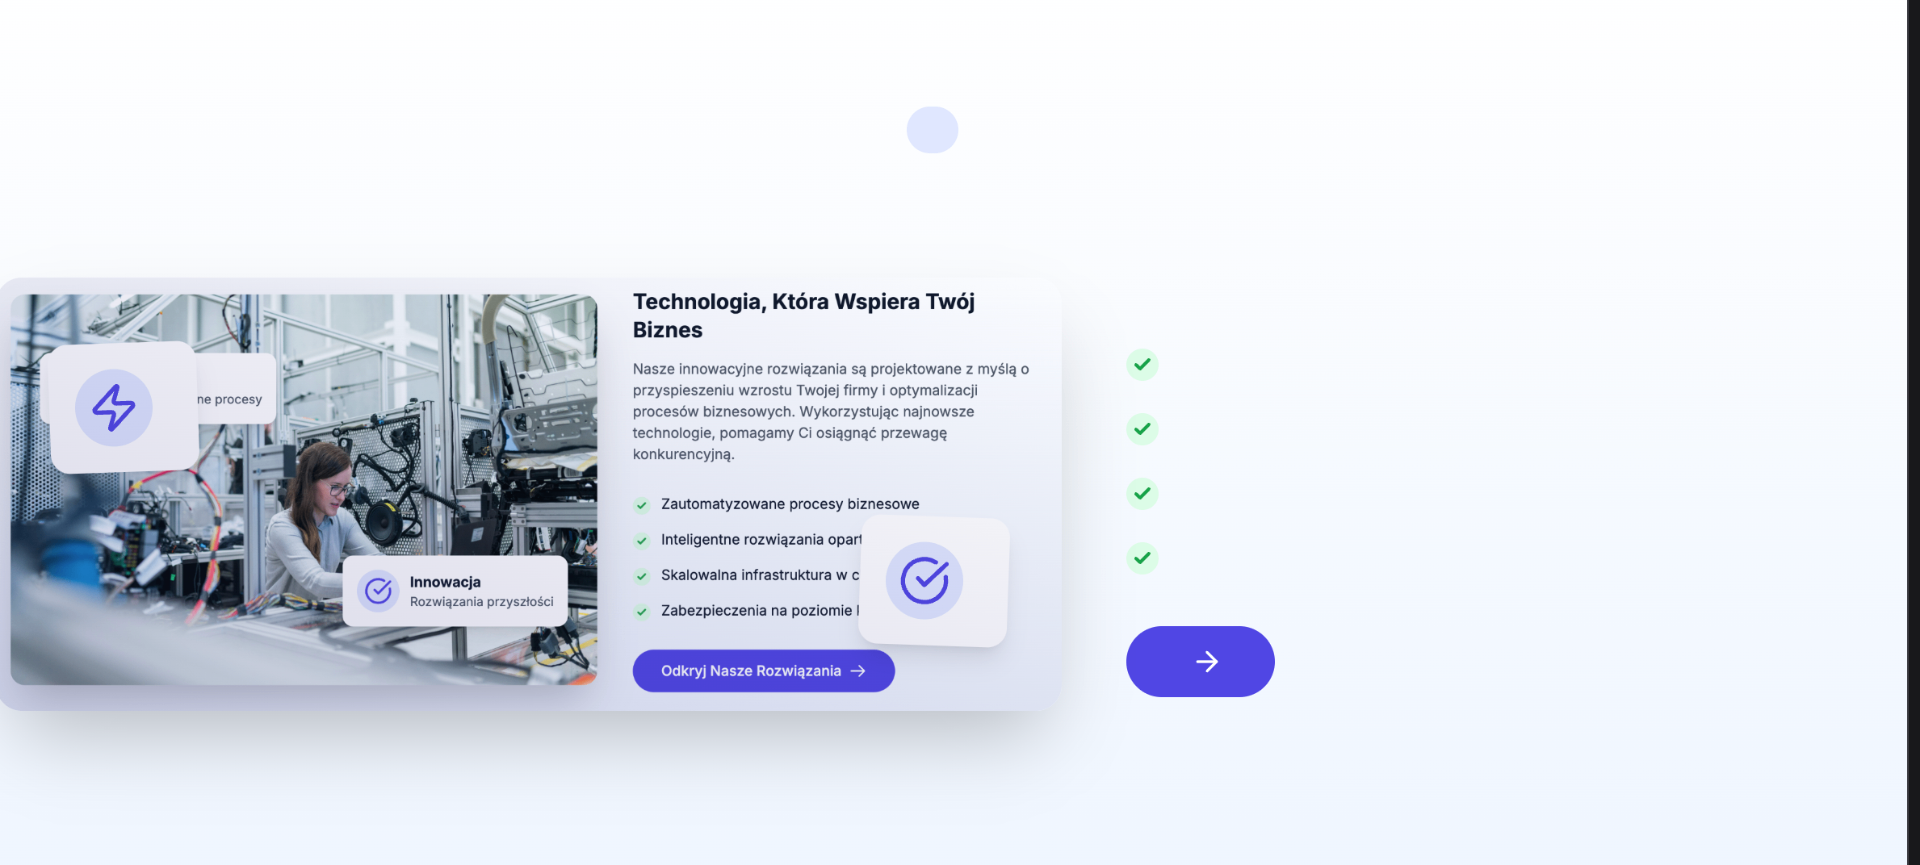 Technologia, Która Wspiera Twój
Biznes
Nasze innowacyjne rozwiązania są projektowane z myślą o
przyspieszeniu wzrostu Twojej firmy i optymalizacji
procesów biznesowych. Wykorzystując najnowsze
technologie, pomagamy Ci osiągnąć przewagę
konkurencyjną.
ne procesy
Zautomatyzowane procesy biznesowe
Inteligentne rozwiązania opart
Skalowalna infrastruktura w c
Zabezpieczenia na poziomie
Innowacja
Rozwiązania przyszłości
Odkryj Nasze Rozwiązania